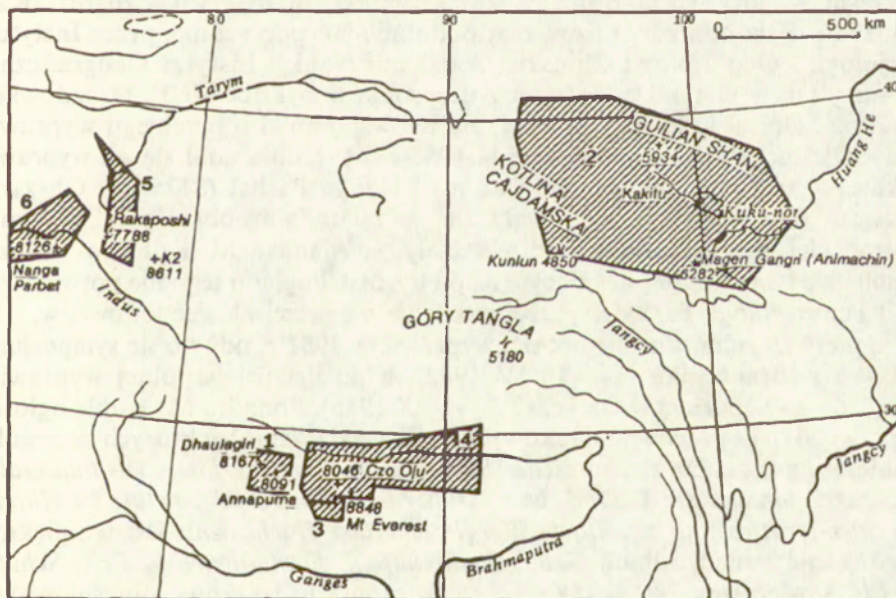 80
90
100
0
500 km
40
Tarym
GUILIAN SHAN
Huang He
2
5934
Kakitu
KOTLINA
CAJDAMSKA
Kuku-nor
5
6
Rakaposhi
7788
K2
8611
8126
Nanga
Parbat
Indus
Kunlun 4850
Magen Gangri (Animachin)
8282
GÓRY TANGLA
5180
Jangcy
30
Jangcy
Dhaulagiri
8167
1
8091
Annapurna
4
8046 Czo Oju
3
8848
Mt Everest
Ganges
Brahmaputra